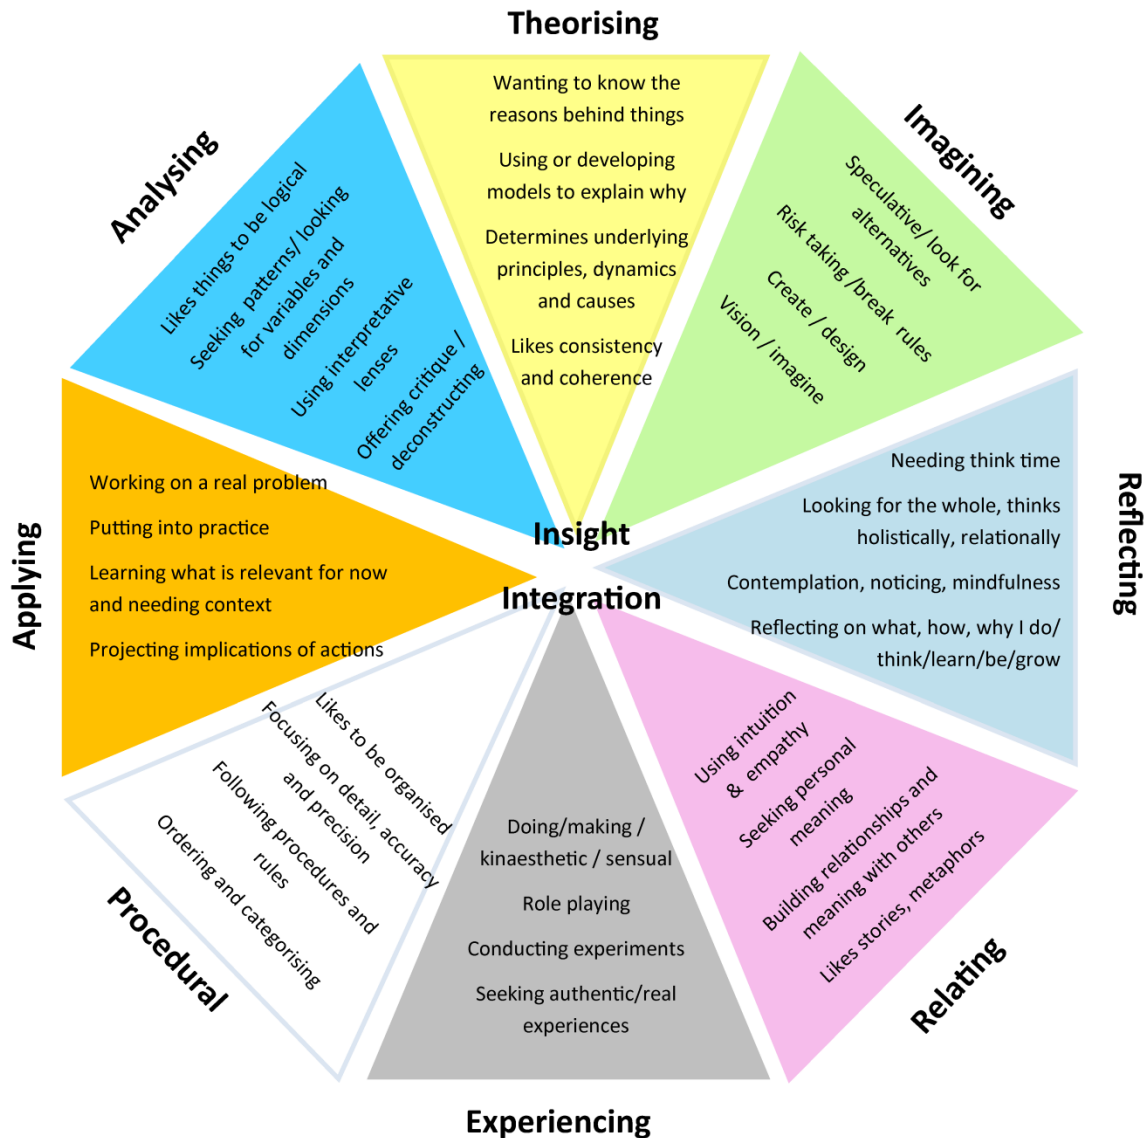 Theorising
Wanting to know the
reasons behind things
Using or developing
models to explain why
Determines underlying
principles, dynamics
and causes
Likes consistency
and coherence
Imagining
Speculative/ look for
alternatives
Risk taking /break rules
Create / design
Vision / imagine
Reflecting
Needing think time
Looking for the whole, thinks
holistically, relationally
Contemplation, noticing, mindfulness
Reflecting on what, how, why I do/
think/learn/be/grow
Relating
Using intuition
& empathy
Seeking personal
meaning
Building relationships and
meaning with others
Likes stories, metaphors
Experiencing
Doing/making /
kinaesthetic / sensual
Role playing
Conducting experiments
Seeking authentic/real
experiences
Procedural
Likes to be organised
Focusing on detail, accuracy
and precision
Following procedures and
rules
Ordering and categorising
Applying
Working on a real problem
Putting into practice
Learning what is relevant for now
and needing context
Projecting implications of actions
Analysing
Likes things to be logical
Seeking patterns/ looking
for variables and
dimensions
Using interpretative
lenses
Offering critique /
deconstructing
Insight
Integration